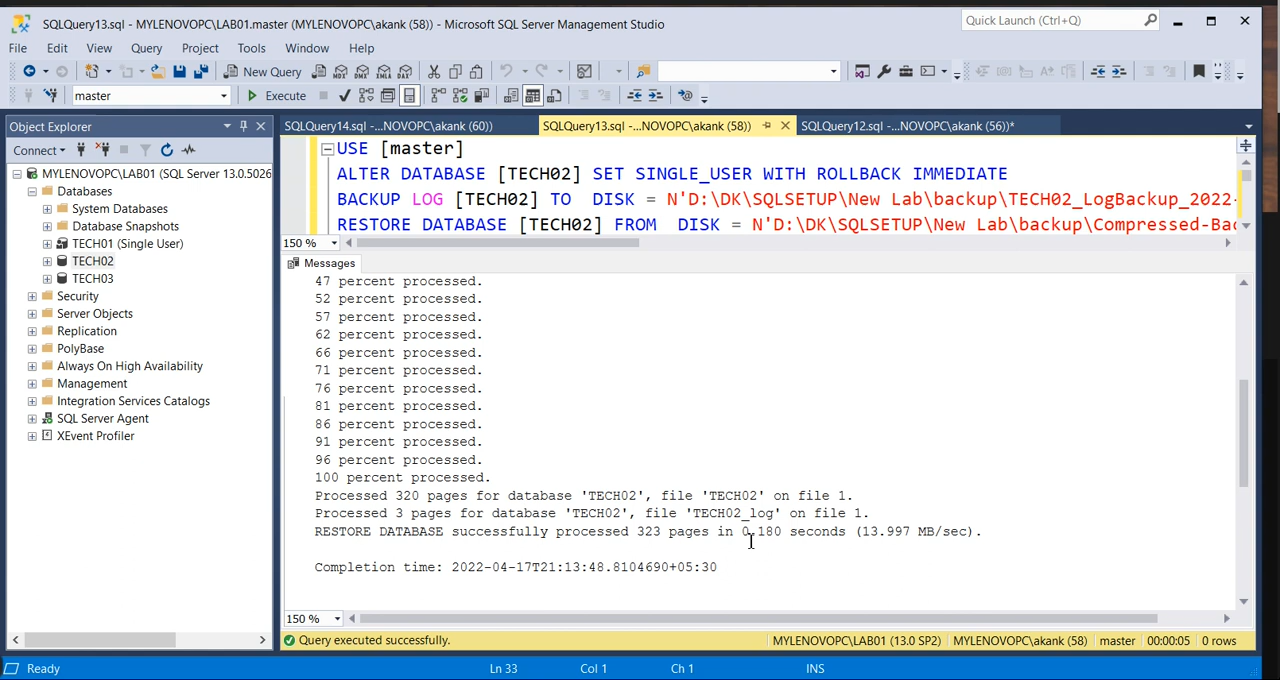 SQLQuery13.sql - MYLENOVOPC\LAB01.master (MYLENOVOPC\akank (58)) - Microsoft SQL Server Management Studio
Quick Launch (Ctrl+Q)
File Edit View Query Project Tools Window Help
New Query
MDX DMX XMLA DAX
master
Execute
Object Explorer
SQLQuery14.sql -...NOVOPC\akank (60))
SQLQuery13.sql -...NOVOPC\akank (58))
SQLQuery12.sql -...NOVOPC\akank (56))*
Connect
MYLENOVOPC\LAB01 (SQL Server 13.0.5026
Databases
System Databases
Database Snapshots
TECH01 (Single User)
TECH02
TECH03
Security
Server Objects
Replication
PolyBase
Always On High Availability
Management
Integration Services Catalogs
SQL Server Agent
XEvent Profiler
USE [master]
ALTER DATABASE [TECH02] SET SINGLE_USER WITH ROLLBACK IMMEDIATE
BACKUP LOG [TECH02] TO DISK = N'D:\DK\SQLSETUP\New Lab\backup\TECH02_LogBackup_2022-
RESTORE DATABASE [TECH02] FROM DISK = N'D:\DK\SQLSETUP\New Lab\backup\Compressed-Bac
150 %
Messages
47 percent processed.
52 percent processed.
57 percent processed.
62 percent processed.
66 percent processed.
71 percent processed.
76 percent processed.
81 percent processed.
86 percent processed.
91 percent processed.
96 percent processed.
100 percent processed.
Processed 320 pages for database 'TECH02', file 'TECH02' on file 1.
Processed 3 pages for database 'TECH02', file 'TECH02_log' on file 1.
RESTORE DATABASE successfully processed 323 pages in 0.180 seconds (13.997 MB/sec).
Completion time: 2022-04-17T21:13:48.8104690+05:30
150 %
Query executed successfully.
MYLENOVOPC\LAB01 (13.0 SP2) MYLENOVOPC\akank (58) master 00:00:05 0 rows
Ready
Ln 33 Col 1 Ch 1 INS